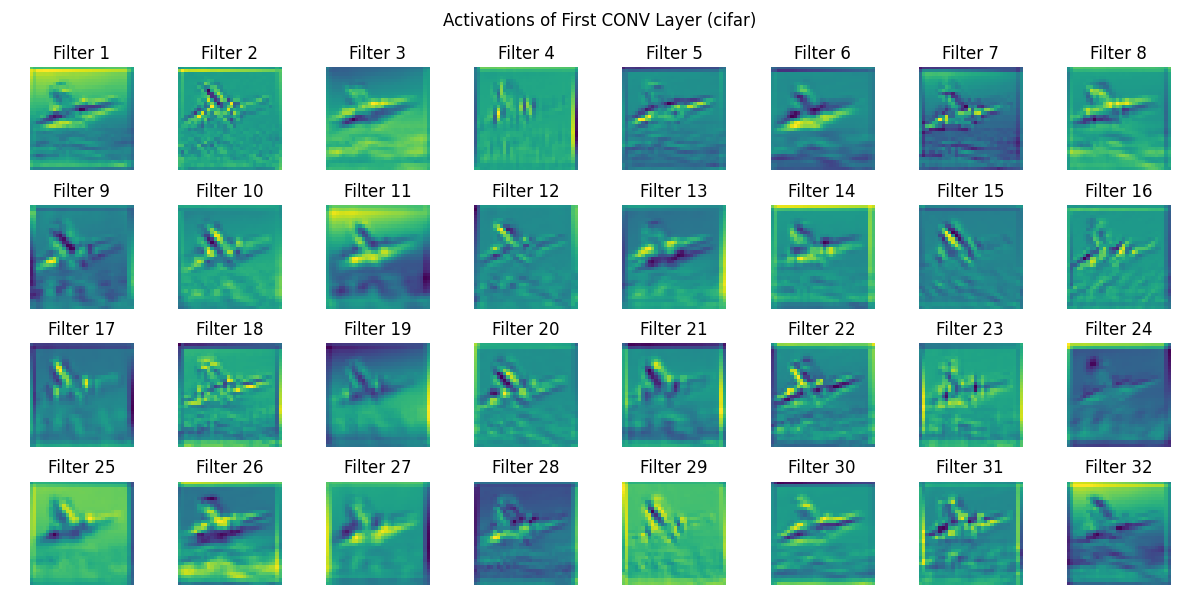 Activations of First CONV Layer (cifar)
Filter 1 Filter 2 Filter 3 Filter 4 Filter 5 Filter 6 Filter 7 Filter 8
Filter 9 Filter 10 Filter 11 Filter 12 Filter 13 Filter 14 Filter 15 Filter 16
Filter 17 Filter 18 Filter 19 Filter 20 Filter 21 Filter 22 Filter 23 Filter 24
Filter 25 Filter 26 Filter 27 Filter 28 Filter 29 Filter 30 Filter 31 Filter 32